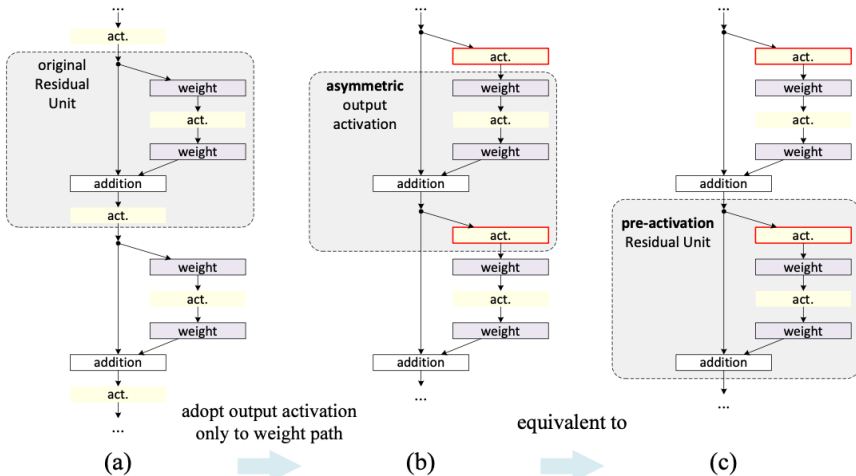 ...
act.
original
Residual
Unit
weight
act.
weight
addition
act.
weight
act.
weight
addition
act.
...
(a)
adopt output activation
only to weight path
...
act.
asymmetric
output
activation
weight
act.
weight
addition
act.
weight
act.
weight
addition
...
(b)
equivalent to
...
act.
weight
act.
weight
addition
pre-activation
Residual Unit
act.
weight
act.
weight
addition
...
(c)